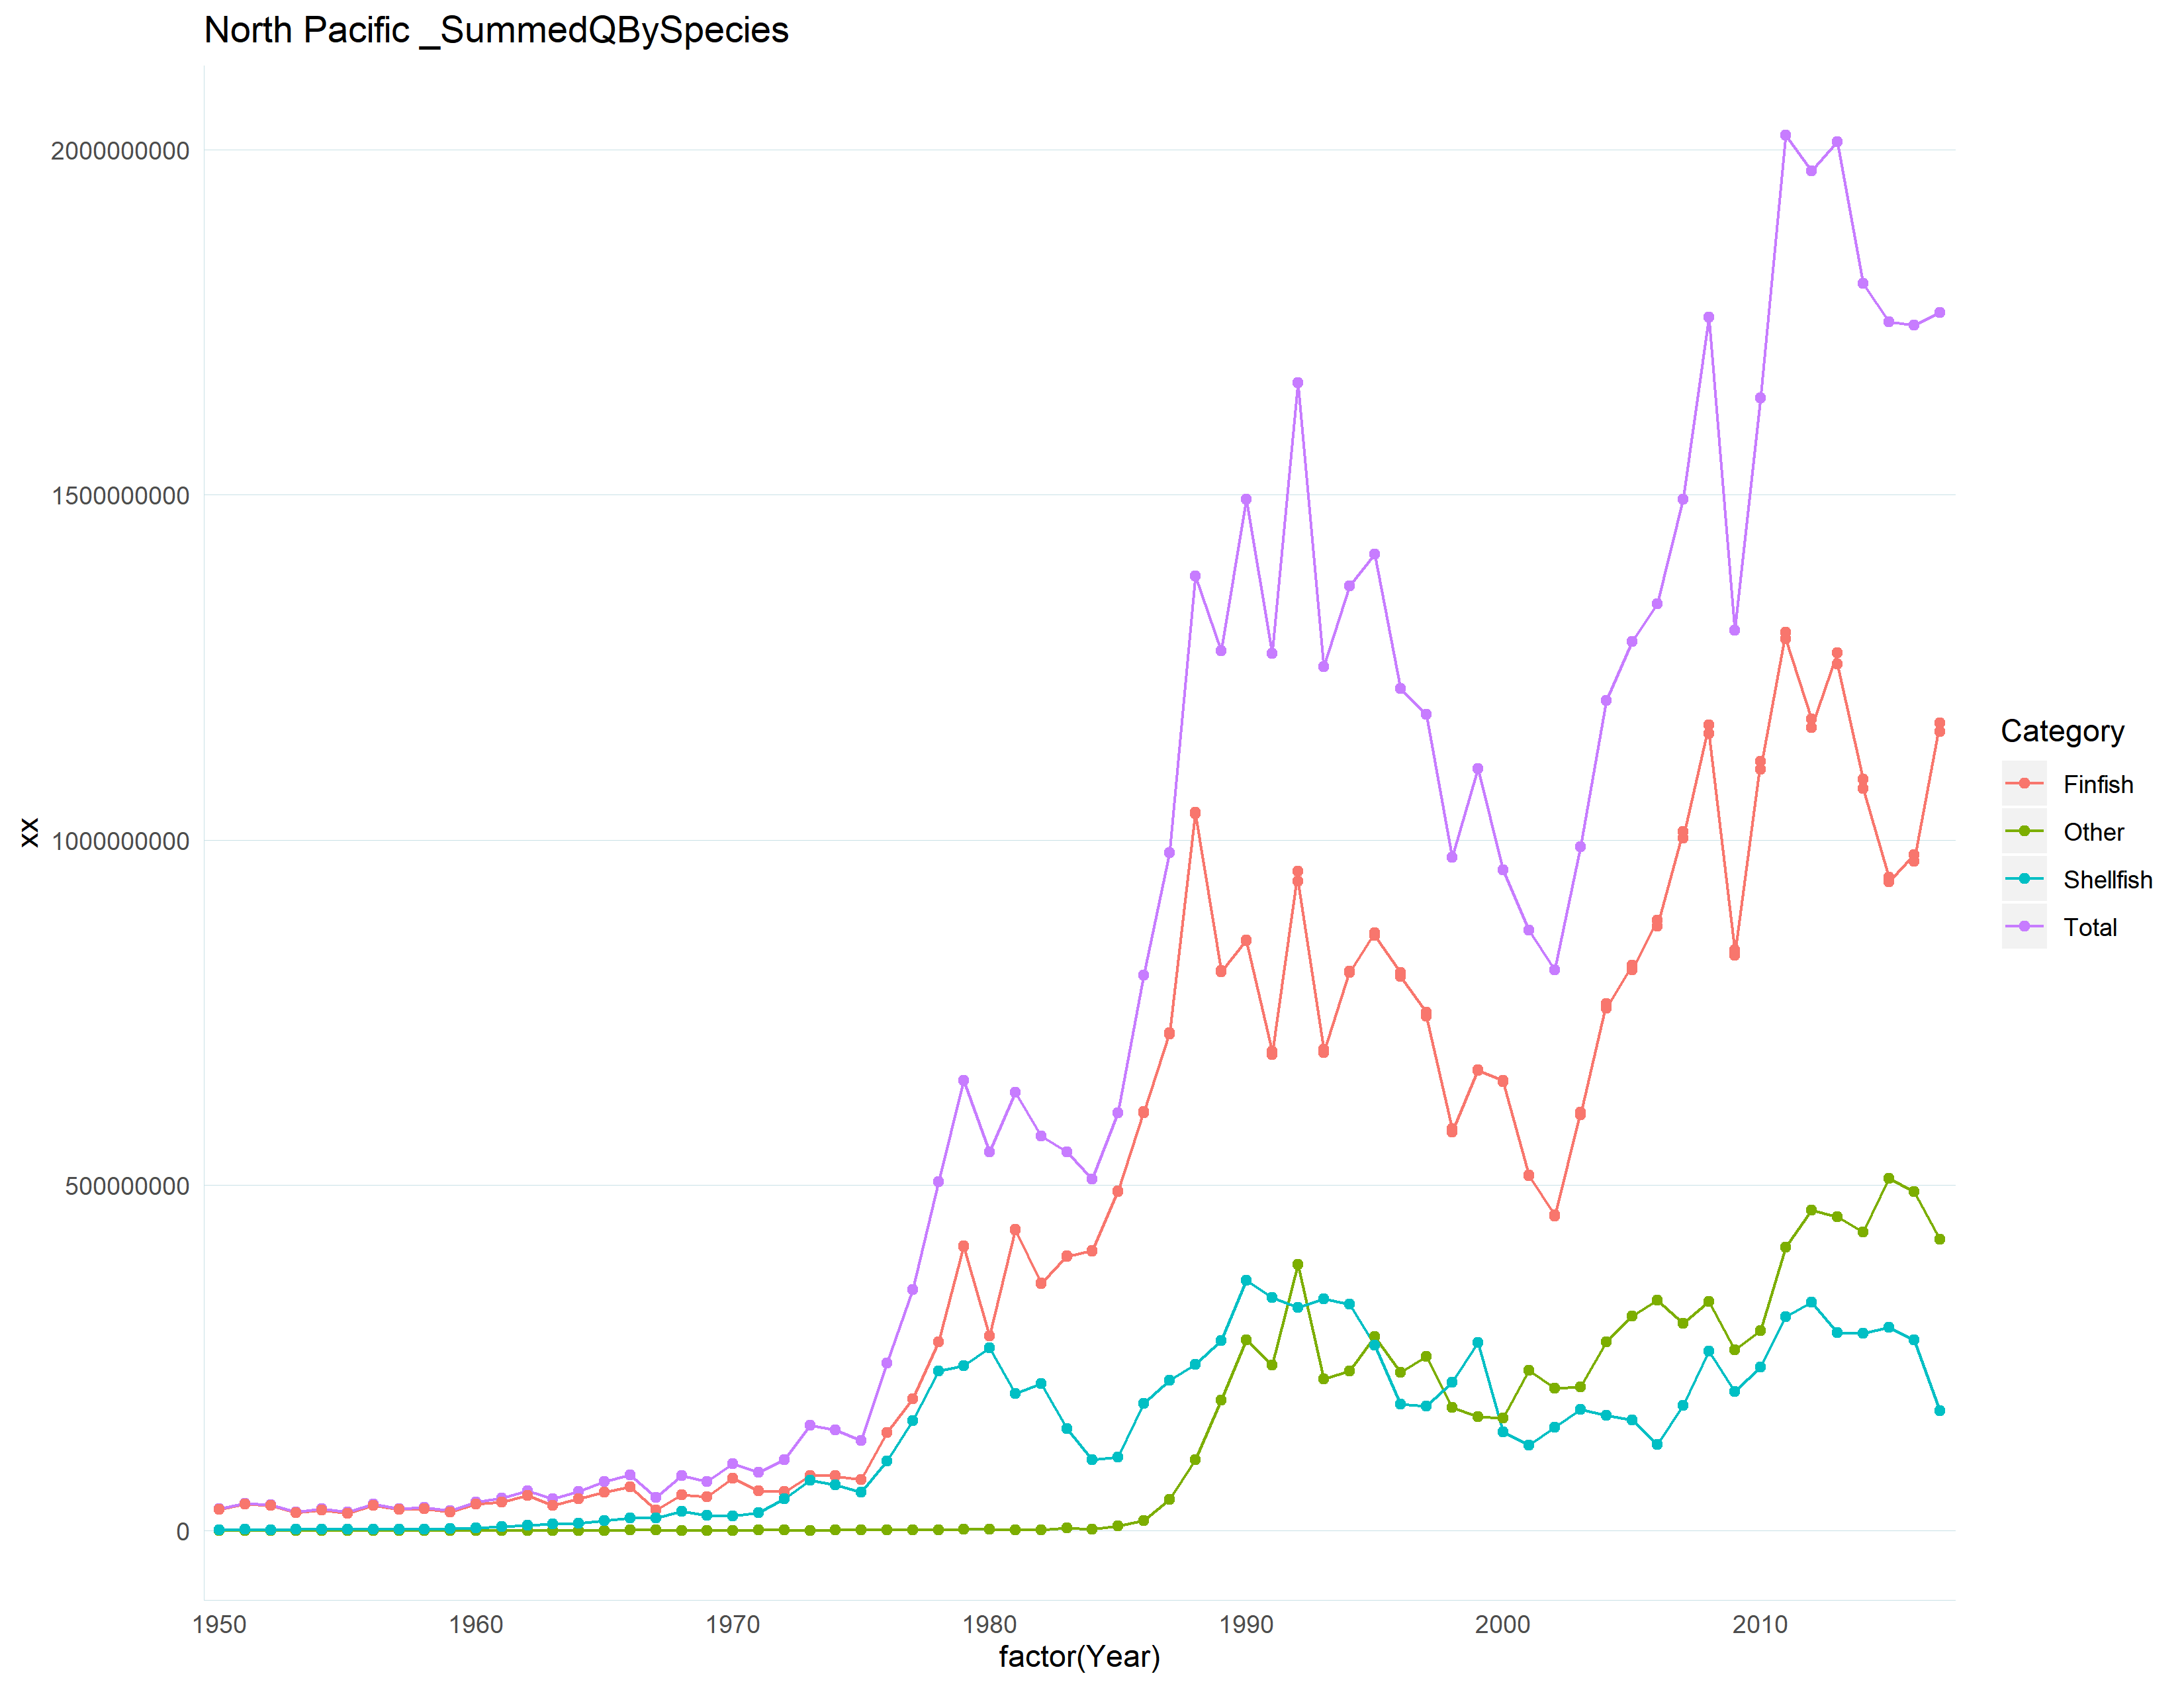 North Pacific _SummedQBySpecies
2000000000
1500000000
1000000000
500000000
0
xx
1950 1960 1970 1980 1990 2000 2010
factor(Year)
Category
Finfish
Other
Shellfish
Total